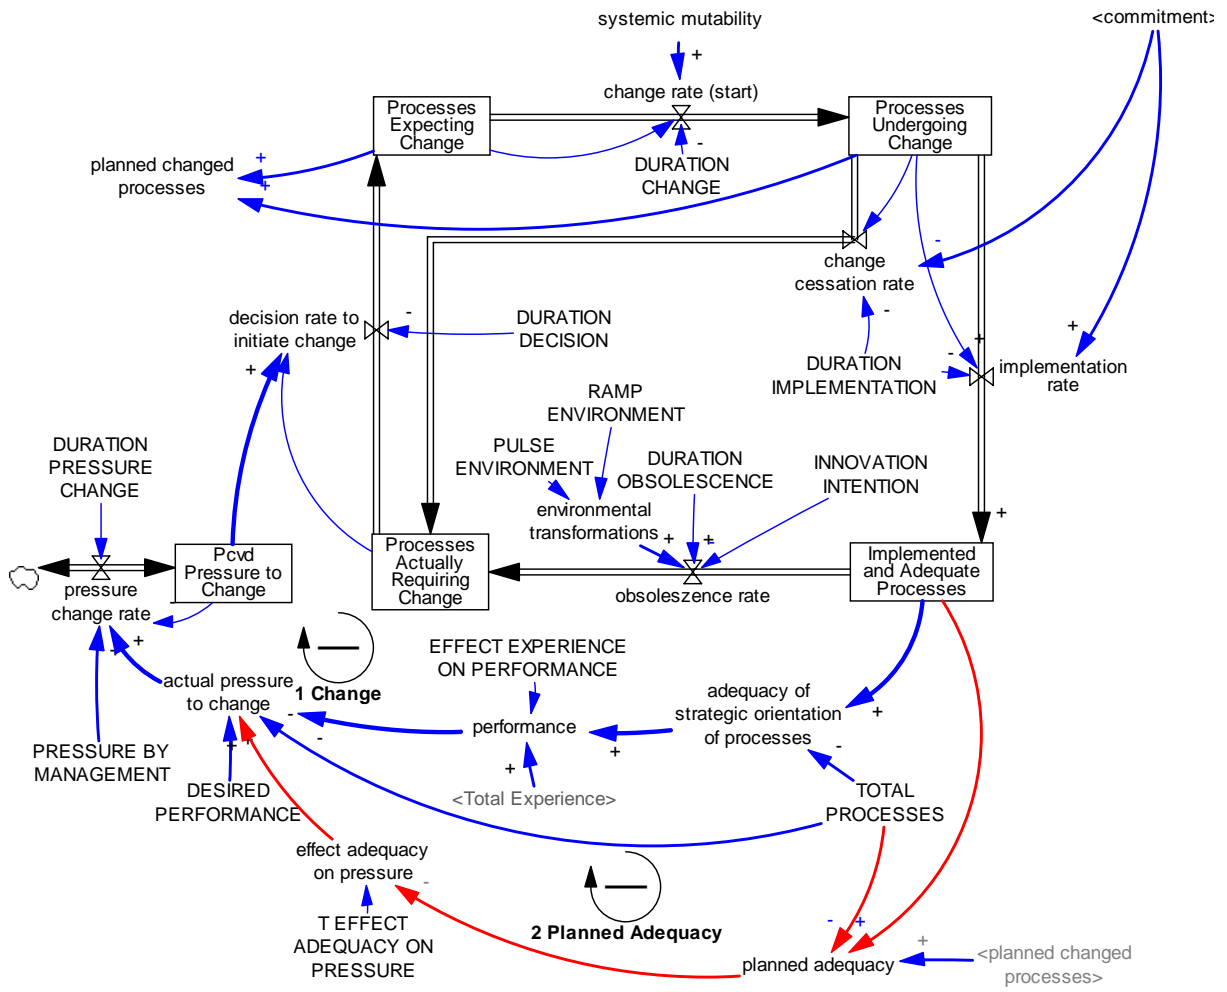 systemic mutability
<commitment>
change rate (start)
Processes
Expecting
Change
Processes
Undergoing
Change
planned changed
processes
DURATION
CHANGE
change
cessation rate
decision rate to
initiate change
DURATION
DECISION
DURATION
IMPLEMENTATION
implementation
rate
RAMP
ENVIRONMENT
PULSE
ENVIRONMENT
DURATION
OBSOLESCENCE
INNOVATION
INTENTION
DURATION
PRESSURE
CHANGE
environmental
transformations
Pcvd
Pressure to
Change
Processes
Actually
Requiring
Change
Implemented
and Adequate
Processes
pressure
change rate
obsoleszence rate
EFFECT EXPERIENCE
ON PERFORMANCE
actual pressure
to change
1 Change
adequacy of
strategic orientation
of processes
performance
PRESSURE BY
MANAGEMENT
DESIRED
PERFORMANCE
<Total Experience>
TOTAL
PROCESSES
effect adequacy
on pressure
T EFFECT
ADEQUACY ON
PRESSURE
2 Planned Adequacy
planned adequacy
<planned changed
processes>